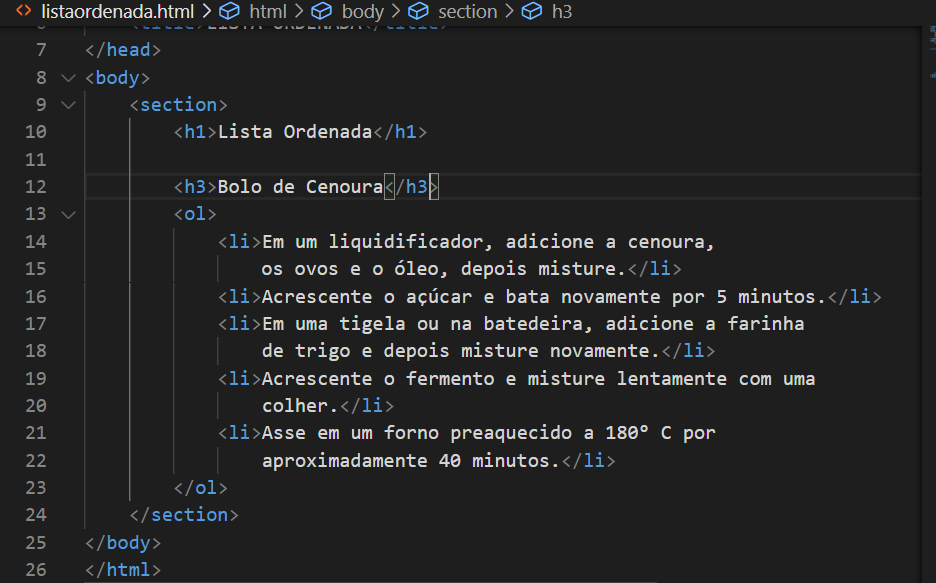 <> listaordenada.html > html > body > section > h3
6 <title>LISTA ORDENADA</title>
7 </head>
8 <body>
9 <section>
10 <h1>Lista Ordenada</h1>
11
12 <h3>Bolo de Cenoura</h3>
13 <ol>
14 <li>Em um liquidificador, adicione a cenoura,
15 os ovos e o óleo, depois misture.</li>
16 <li>Acrescente o açúcar e bata novamente por 5 minutos.</li>
17 <li>Em uma tigela ou na batedeira, adicione a farinha
18 de trigo e depois misture novamente.</li>
19 <li>Acrescente o fermento e misture lentamente com uma
20 colher.</li>
21 <li>Asse em um forno preaquecido a 180° C por
22 aproximadamente 40 minutos.</li>
23 </ol>
24 </section>
25 </body>
26 </html>